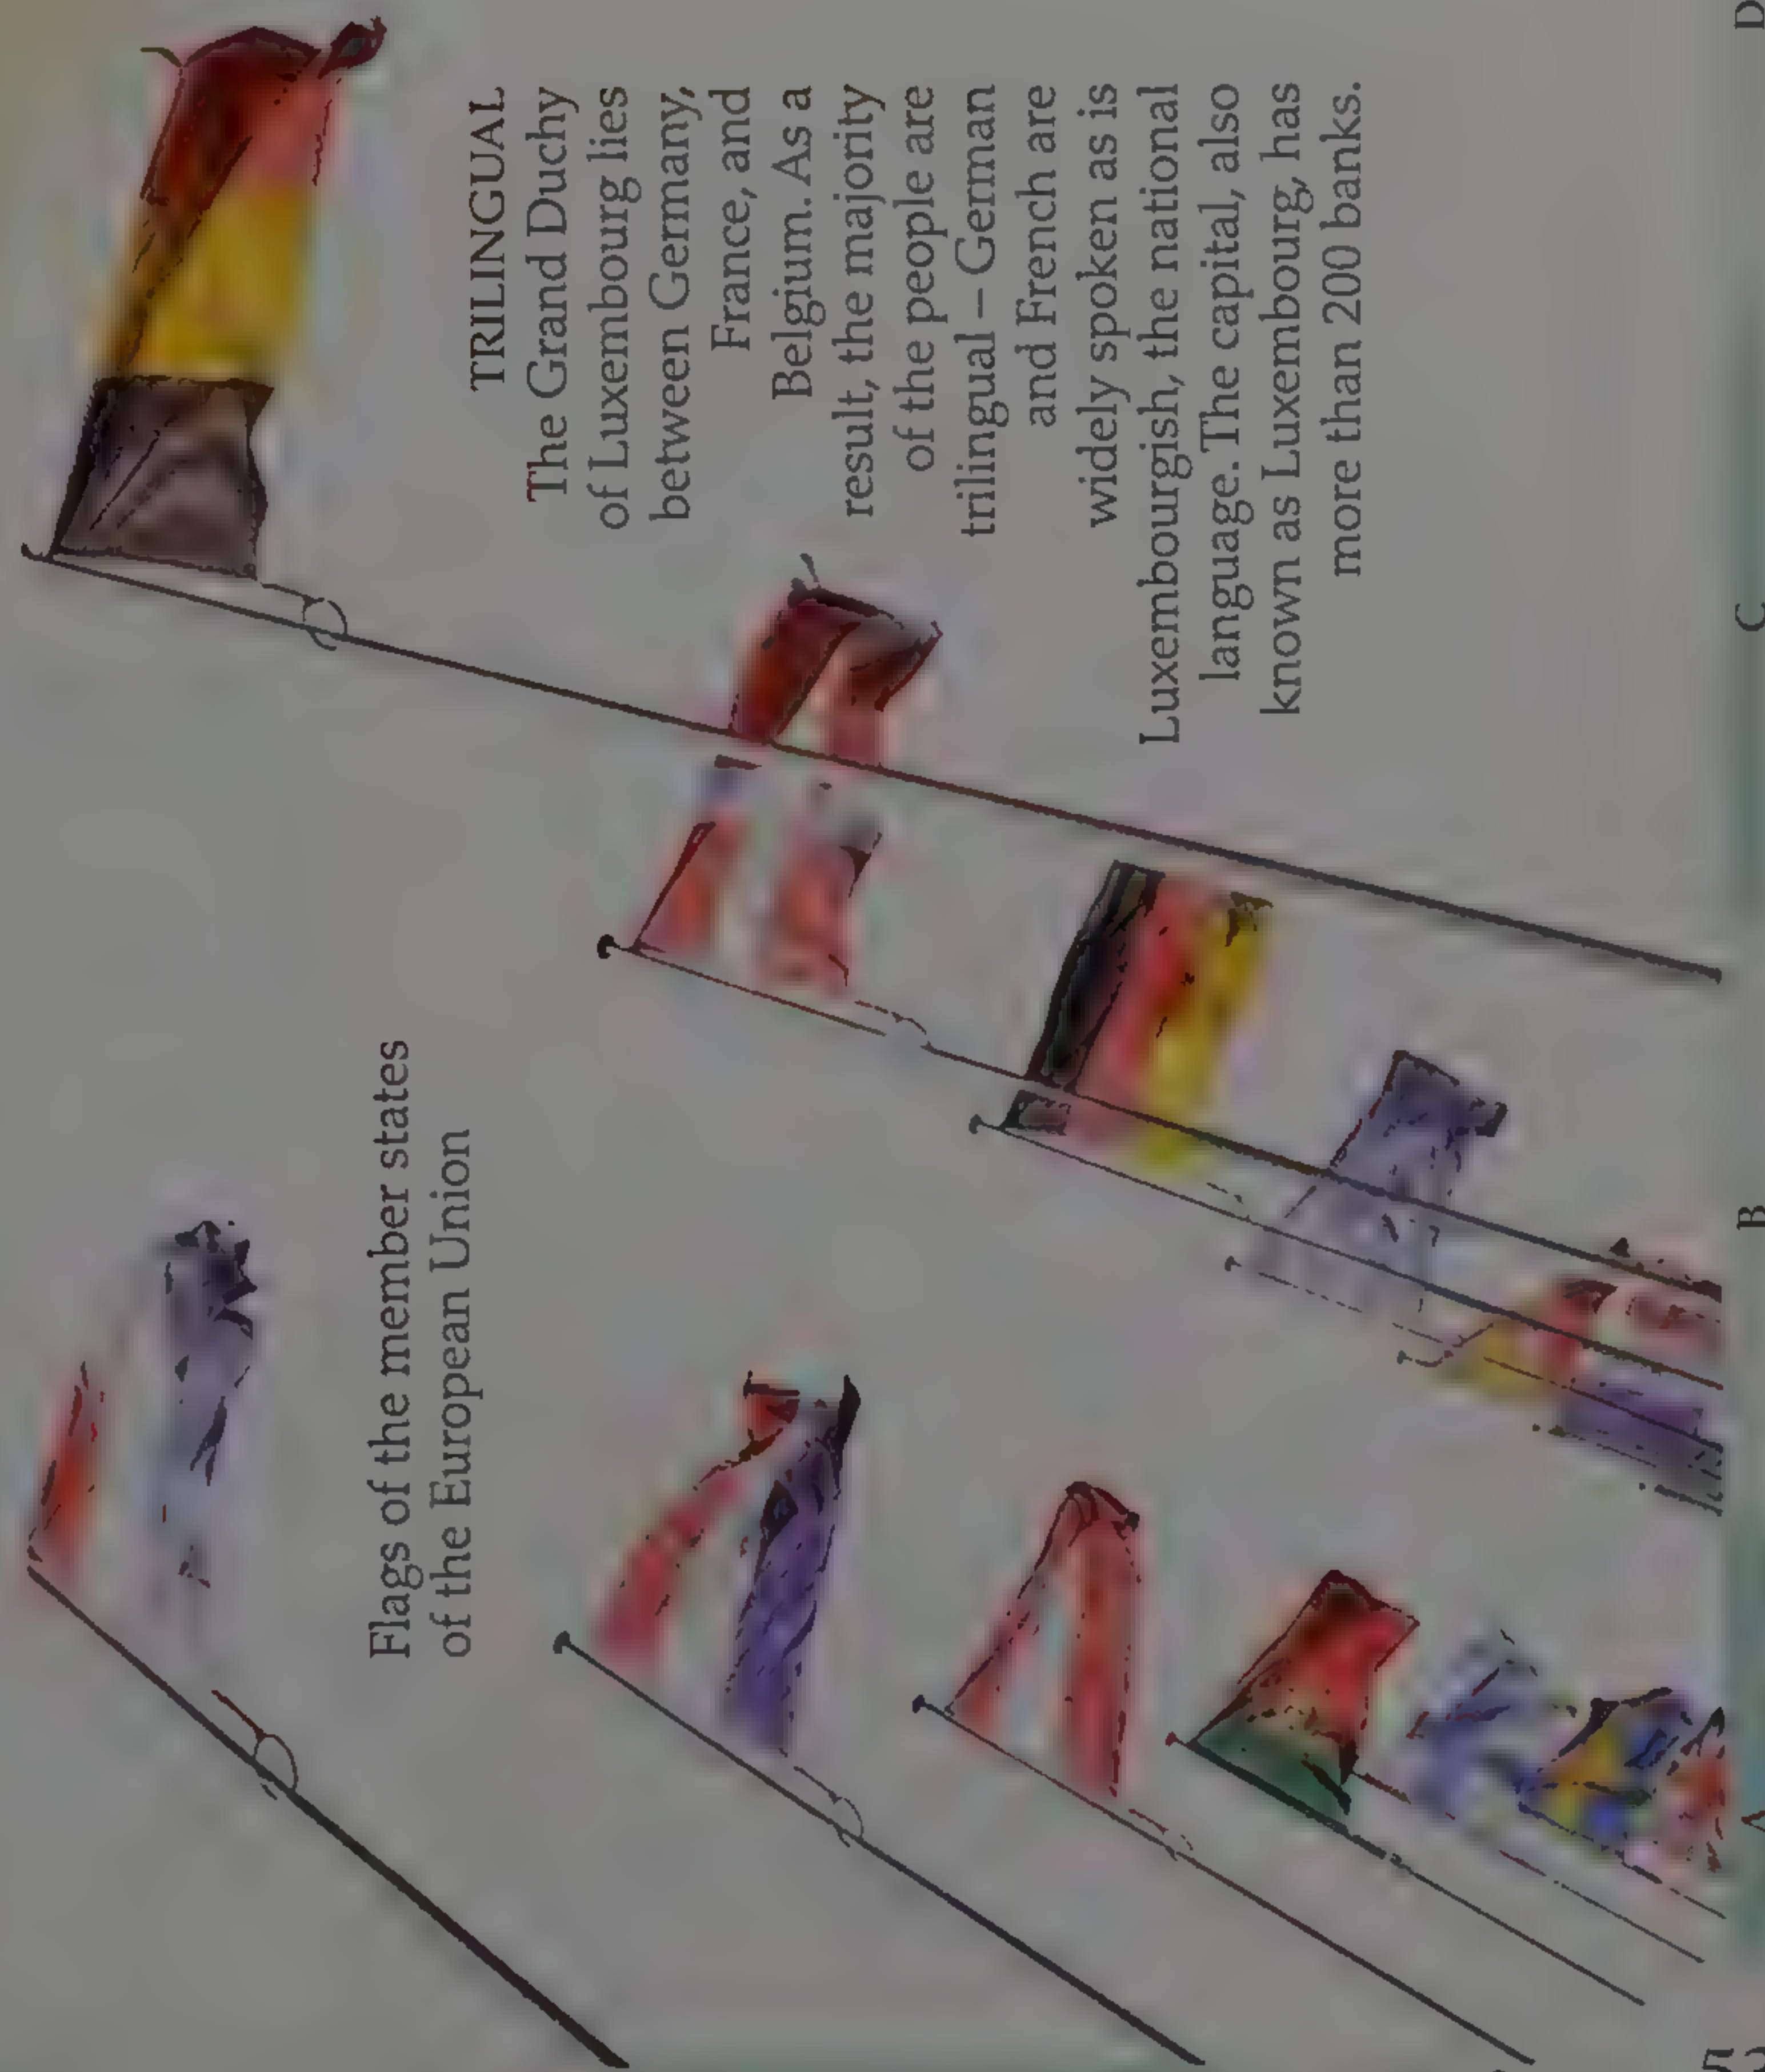 TRILINGUAL
The Grand Duchy
of Luxembourg lies
between Germany,
France, and
Belgium. As a
result, the majority
of the people are
trilingual – German
and French are
widely spoken as is
Luxembourgish, the national
language. The capital, also
known as Luxembourg, has
more than 200 banks.
Flags of the member states
of the European Union
A
B
C
D